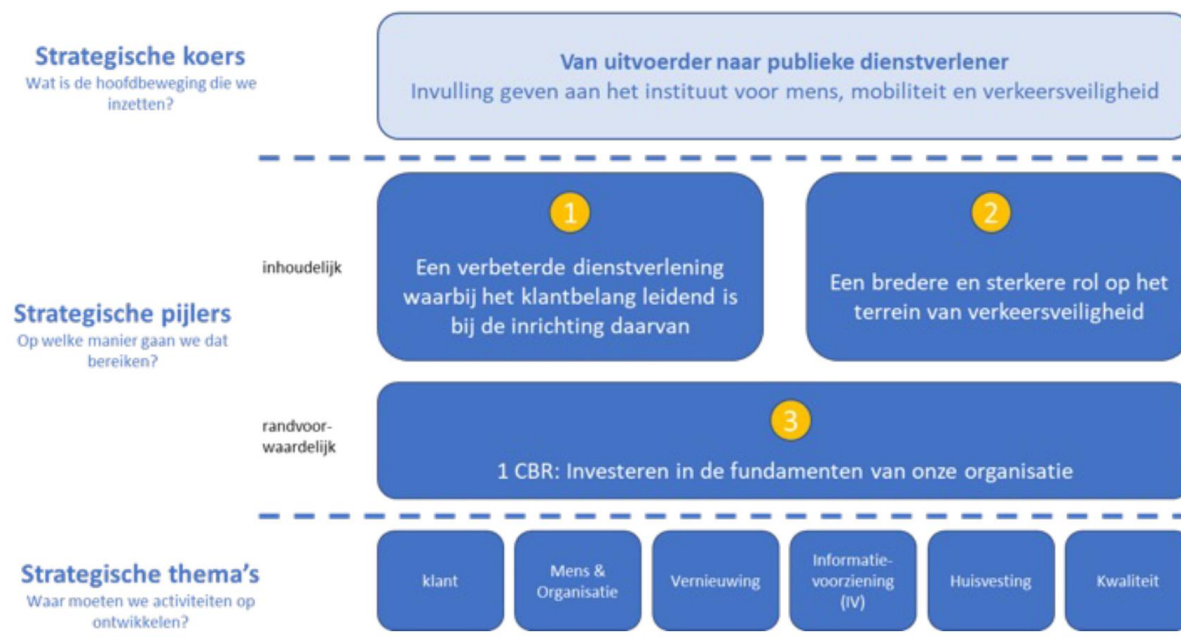 Strategische koers
Wat is de hoofdbeweging die we
inzetten?
Van uitvoerder naar publieke dienstverlener
Invulling geven aan het instituut voor mens, mobiliteit en verkeersveiligheid
Strategische pijlers
Op welke manier gaan we dat
bereiken?
inhoudelijk
1
Een verbeterde dienstverlening
waarbij het klantbelang leidend is
bij de inrichting daarvan
2
Een bredere en sterkere rol op het
terrein van verkeersveiligheid
randvoor-
waardelijk
3
1 CBR: Investeren in de fundamenten van onze organisatie
Strategische thema's
Waar moeten we activiteiten op
ontwikkelen?
klant
Mens &
Organisatie
Vernieuwing
Informatie-
voorziening
(IV)
Huisvesting
Kwaliteit